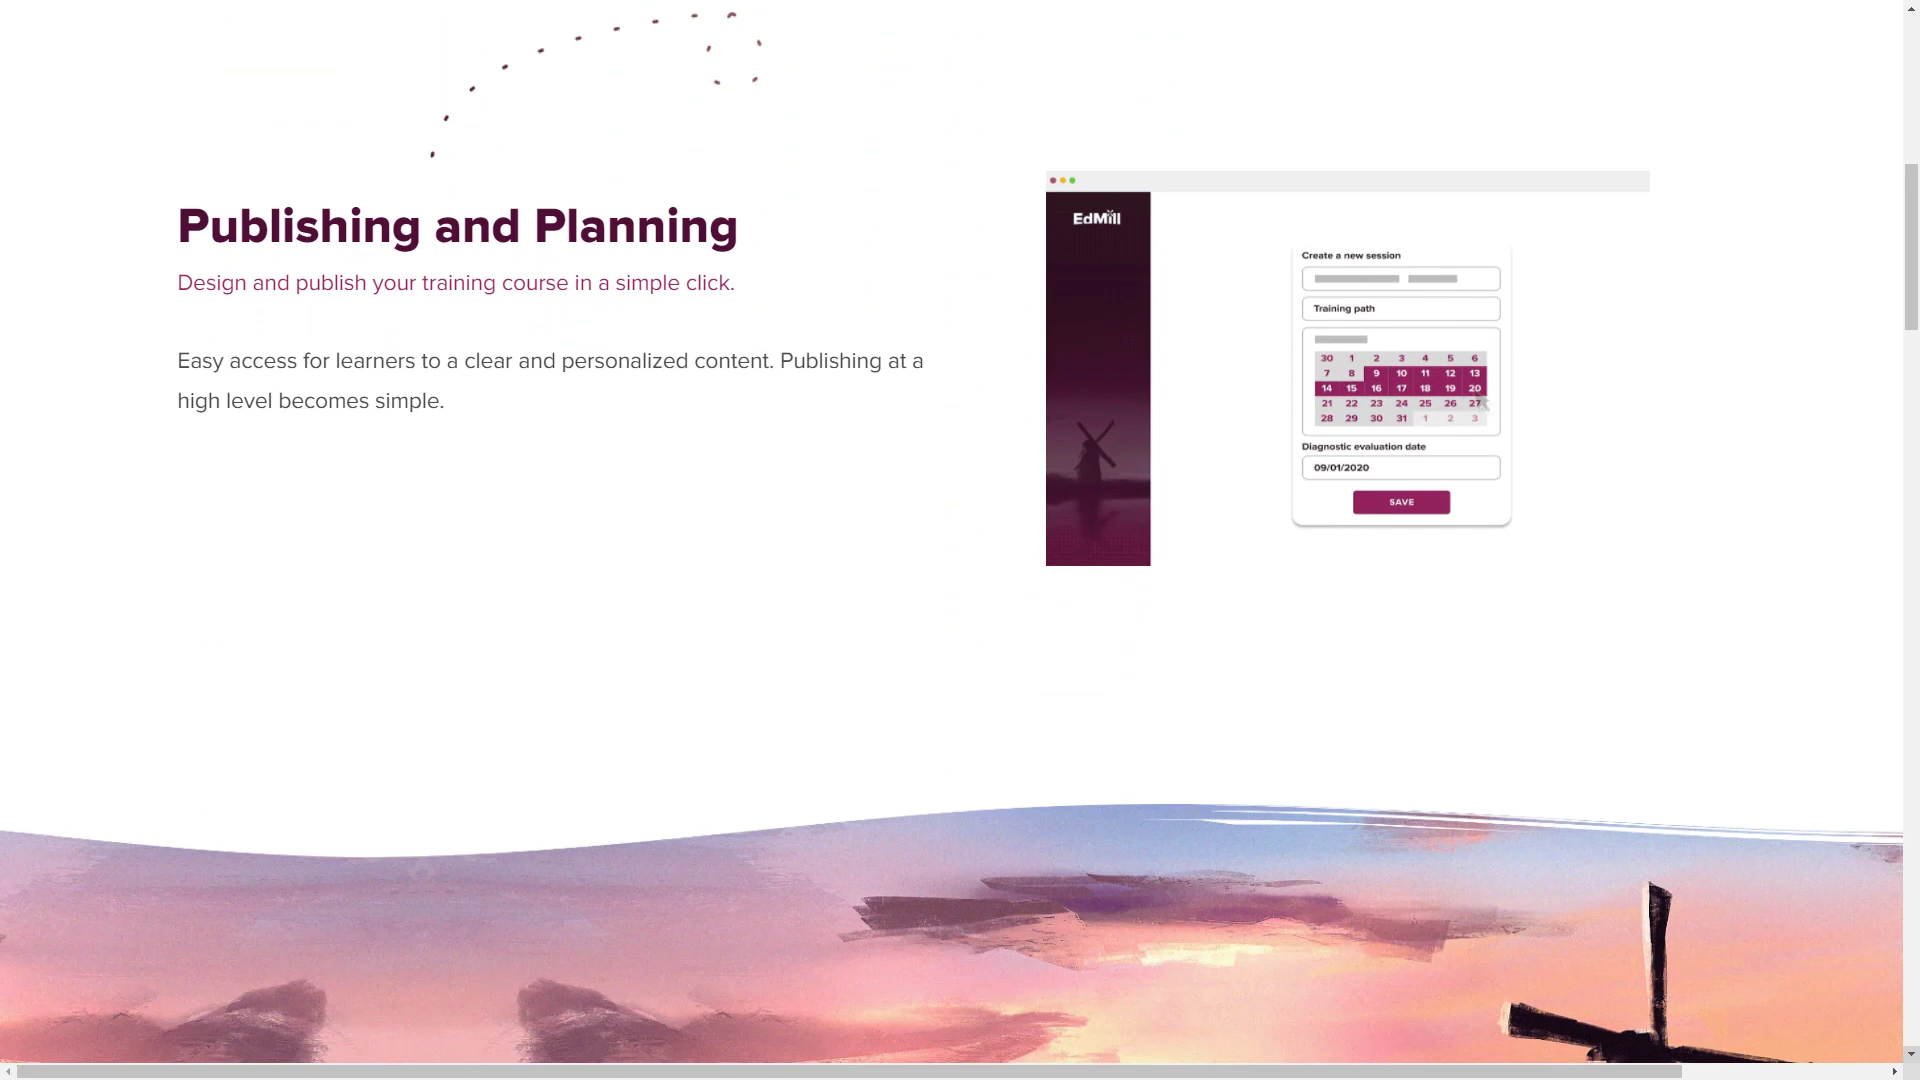 Publishing and Planning
Design and publish your training course in a simple click.
Easy access for learners to a clear and personalized content. Publishing at a
high level becomes simple.
EdMill
Create a new session
Training path
30 1 2 3 4 5 6
7 8 9 10 11 12 13
14 15 16 17 18 19 20
21 22 23 24 25 26 27
28 29 30 31 1 2 3
Diagnostic evaluation date
09/01/2020
SAVE